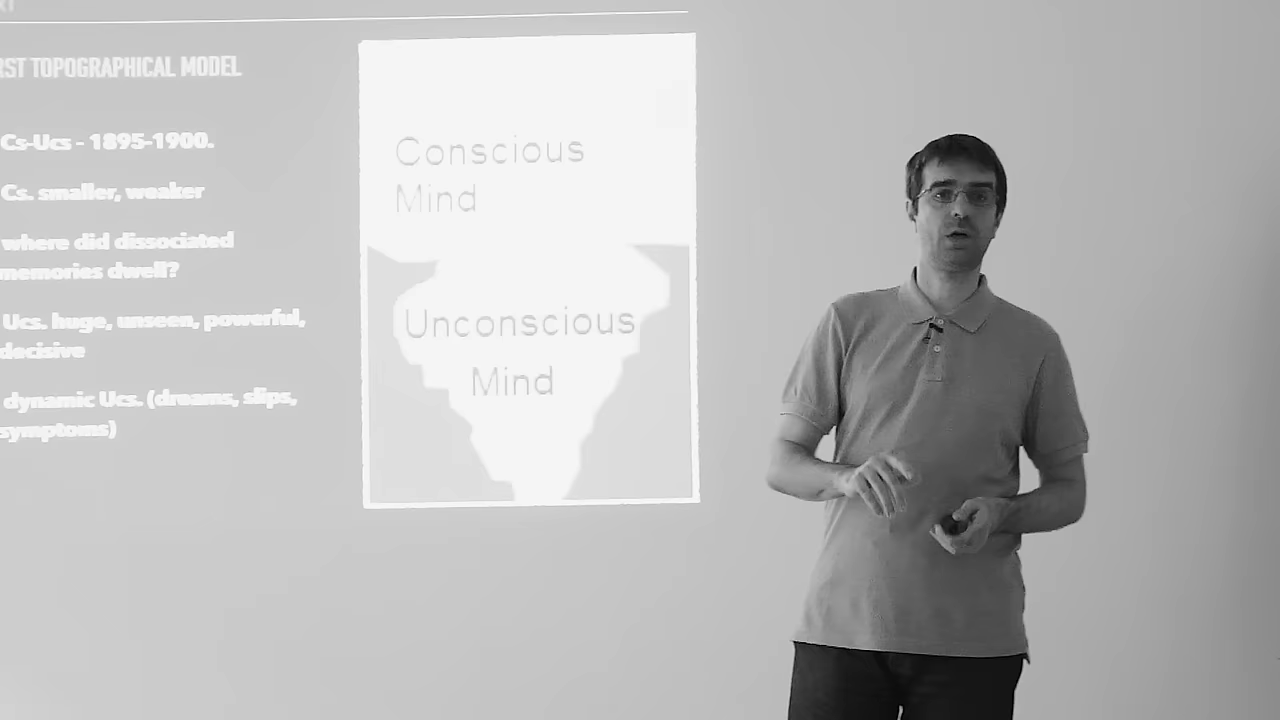 RST TOPOGRAPHICAL MODEL
Cs-Ucs - 1895-1900.
Cs. smaller, weaker
where did dissociated
memories dwell?
Ucs. huge, unseen, powerful,
decisive
dynamic Ucs. (dreams, slips,
symptoms)
Conscious
Mind
Unconscious
Mind